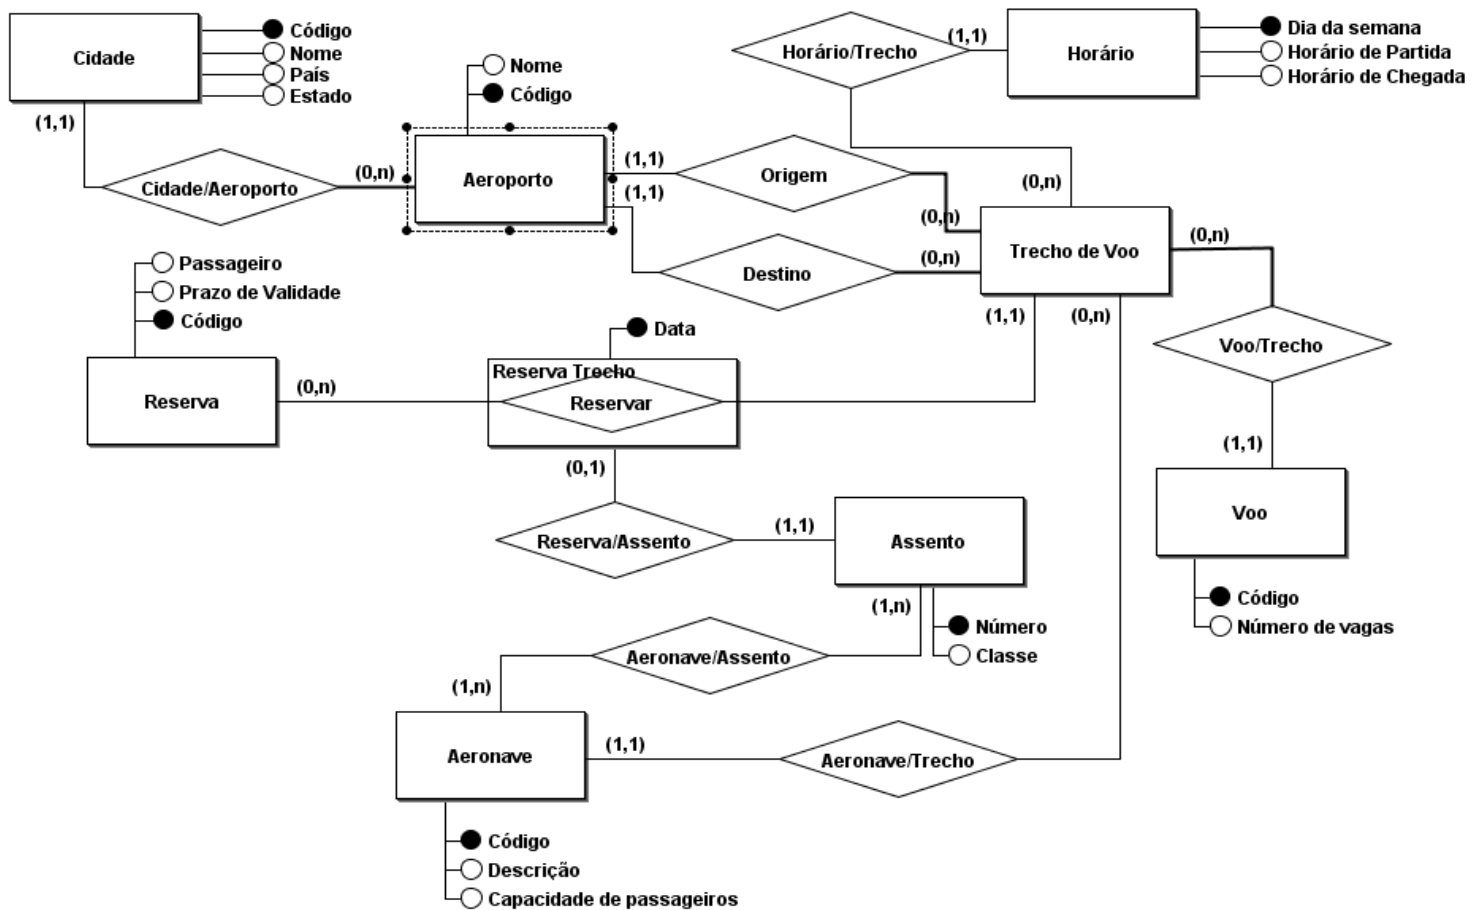 Cidade
Código
Nome
País
Estado
(1,1)
Cidade/Aeroporto
(0,n)
Nome
Código
Aeroporto
(1,1)
(1,1)
Origem
Destino
(0,n)
(0,n)
Horário/Trecho
(1,1)
Horário
Dia da semana
Horário de Partida
Horário de Chegada
(0,n)
Trecho de Voo
(0,n)
Voo/Trecho
(1,1)
Voo
Código
Número de vagas
(1,1)
(0,n)
Passageiro
Prazo de Validade
Código
Reserva
(0,n)
Data
Reserva Trecho
Reservar
(0,1)
Reserva/Assento
(1,1)
Assento
(1,n)
Número
Classe
Aeronave/Assento
(1,n)
Aeronave
(1,1)
Aeronave/Trecho
Código
Descrição
Capacidade de passageiros